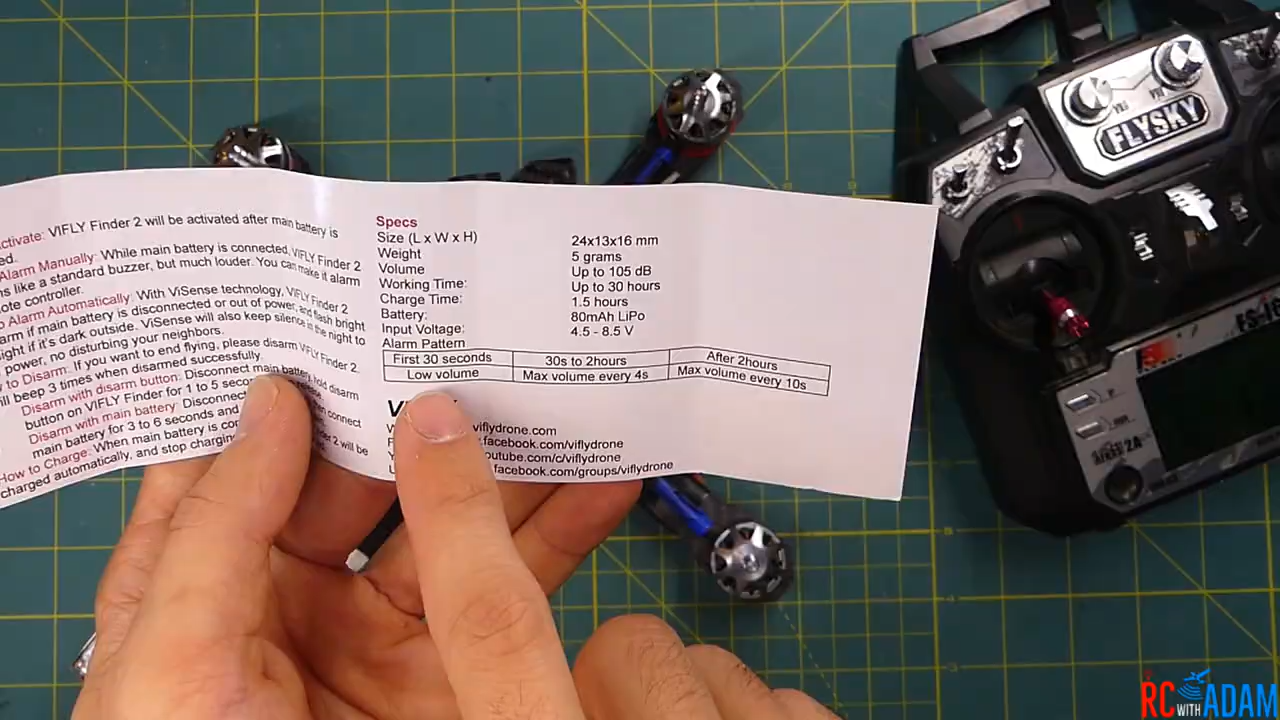 ctivate: VIFLY Finder 2 will be activated after main battery is
ed.
Alarm Manually: While main battery is connected, VIFLY Finder 2
ns like a standard buzzer, but much louder. You can make it alarm
ote controller.
o Alarm Automatically: With ViSense technology, VIFLY Finder 2
arm if main battery is disconnected or out of power, and flash bright
ight if it's dark outside. ViSense will also keep silence at the night to
power, no disturbing your neighbors.
to Disarm: If you want to end flying, please disarm VIFLY Finder 2.
ill beep 3 times when disarmed successfully.
Disarm with disarm button: Disconnect main battery, hold disarm
button on VIFLY Finder for 1 to 5
Disarm with main battery: Disconnect connect
main battery for 3 to 6 seconds and
How to Charge: When main battery is 2 will be
charged automatically, and stop
Specs
Size (L x W x H) 24x13x16 mm
Weight 5 grams
Volume Up to 105 dB
Working Time: Up to 30 hours
Charge Time: 1.5 hours
Battery: 80mAh LiPo
Input Voltage: 4.5 - 8.5 V
Alarm Pattern
First 30 seconds 30s to 2hours After 2hours
Low volume Max volume every 4s Max volume every 10s
viflydrone.com
.facebook.com/viflydrone
outube.com/c/viflydrone
facebook.com/groups/viflydrone
FLYSKY
RC WITH ADAM